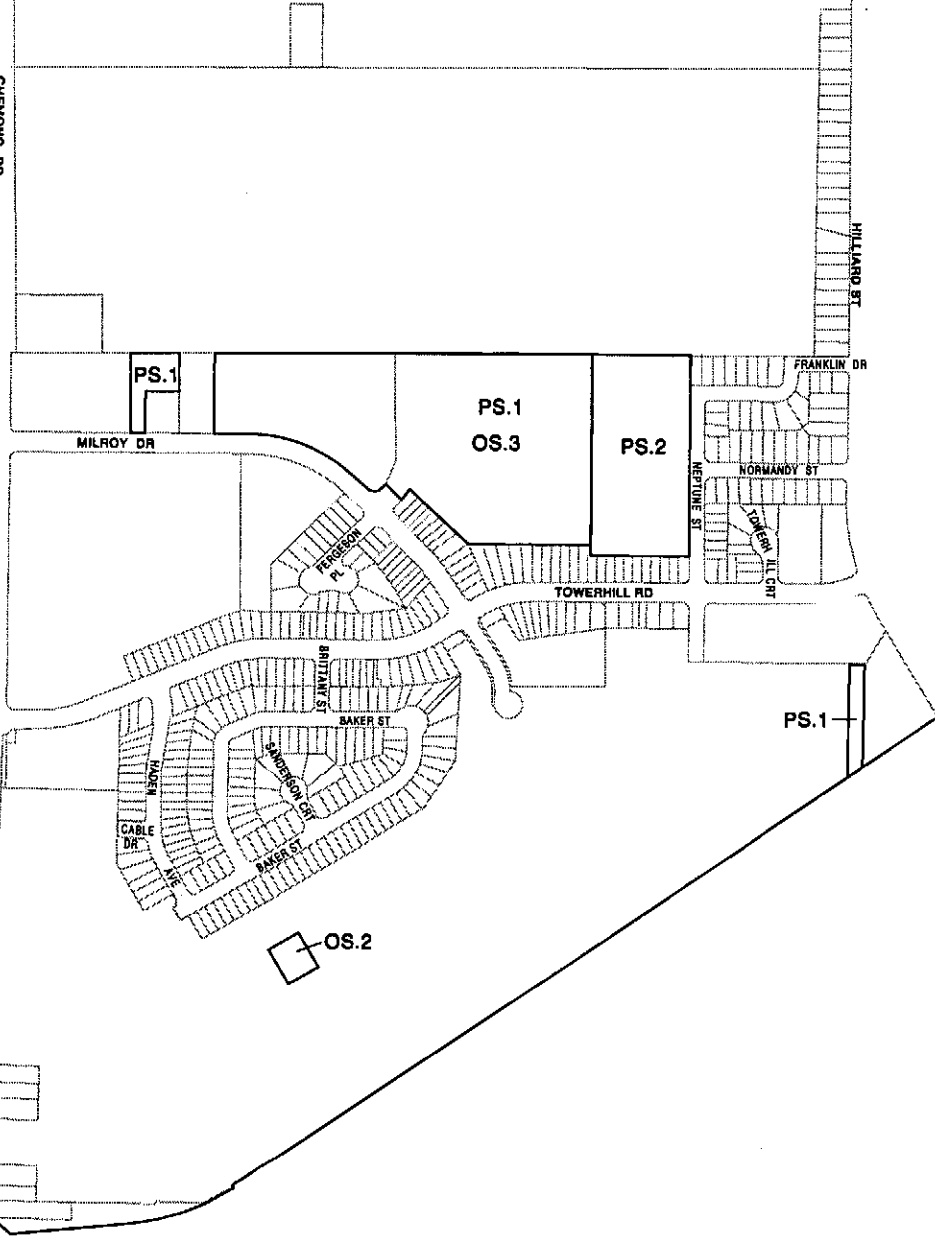 HILLIARD ST
PS.1
FRANKLIN DR
PS.1
OS.3
PS.2
MILROY DR
NEPTUNE ST
NORMANDY ST
TOWERHILL CRT
FERGESON
PL
TOWERHILL RD
BRITTANY ST
BAKER ST
PS.1
SANDERSON CRT
HADEN
AVE
CABLE
DR
BAKER ST
OS.2